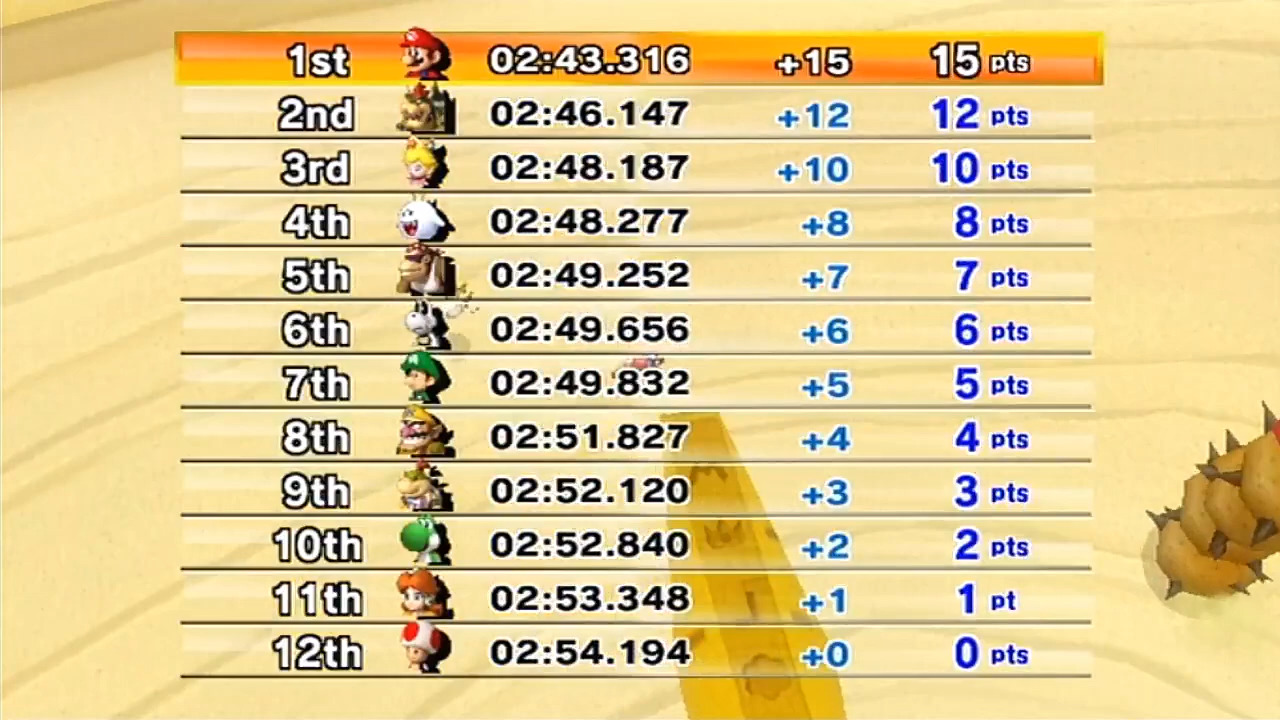 1st 02:43.316 +15 15 pts
2nd 02:46.147 +12 12 pts
3rd 02:48.187 +10 10 pts
4th 02:48.277 +8 8 pts
5th 02:49.252 +7 7 pts
6th 02:49.656 +6 6 pts
7th 02:49.832 +5 5 pts
8th 02:51.827 +4 4 pts
9th 02:52.120 +3 3 pts
10th 02:52.840 +2 2 pts
11th 02:53.348 +1 1 pt
12th 02:54.194 +0 0 pts